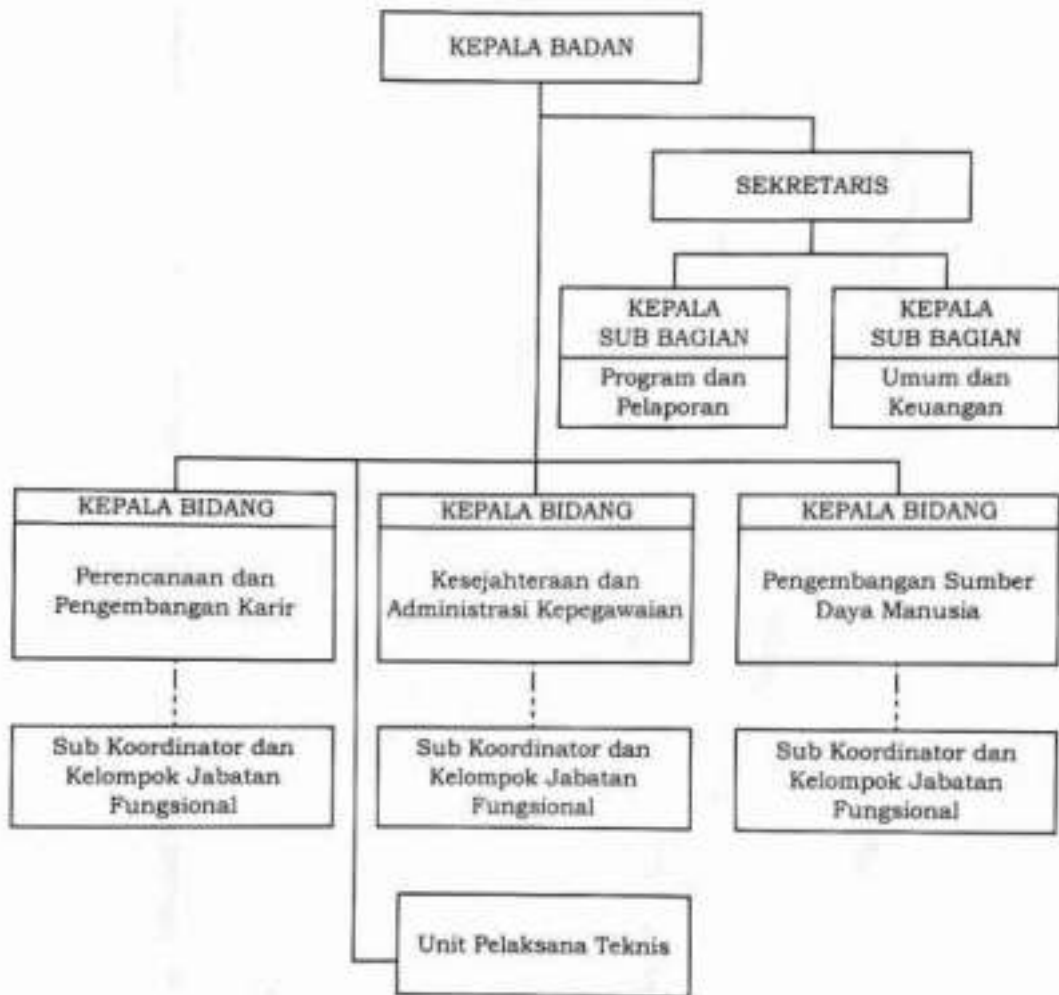 KEPALA BADAN
SEKRETARIS
KEPALA
SUB BAGIAN
Program dan
Pelaporan
KEPALA
SUB BAGIAN
Umum dan
Keuangan
KEPALA BIDANG
Perencanaan dan
Pengembangan Karir
KEPALA BIDANG
Kesejahteraan dan
Administrasi Kepegawaian
KEPALA BIDANG
Pengembangan Sumber
Daya Manusia
Sub Koordinator dan
Kelompok Jabatan
Fungsional
Sub Koordinator dan
Kelompok Jabatan
Fungsional
Sub Koordinator dan
Kelompok Jabatan
Fungsional
Unit Pelaksana Teknis